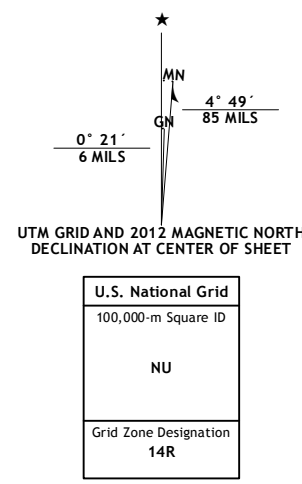 ★
MN
4° 49´
85 MILS
GN
0° 21´
6 MILS
UTM GRID AND 2012 MAGNETIC NORTH
DECLINATION AT CENTER OF SHEET
U.S. National Grid
100,000-m Square ID
NU
Grid Zone Designation
14R